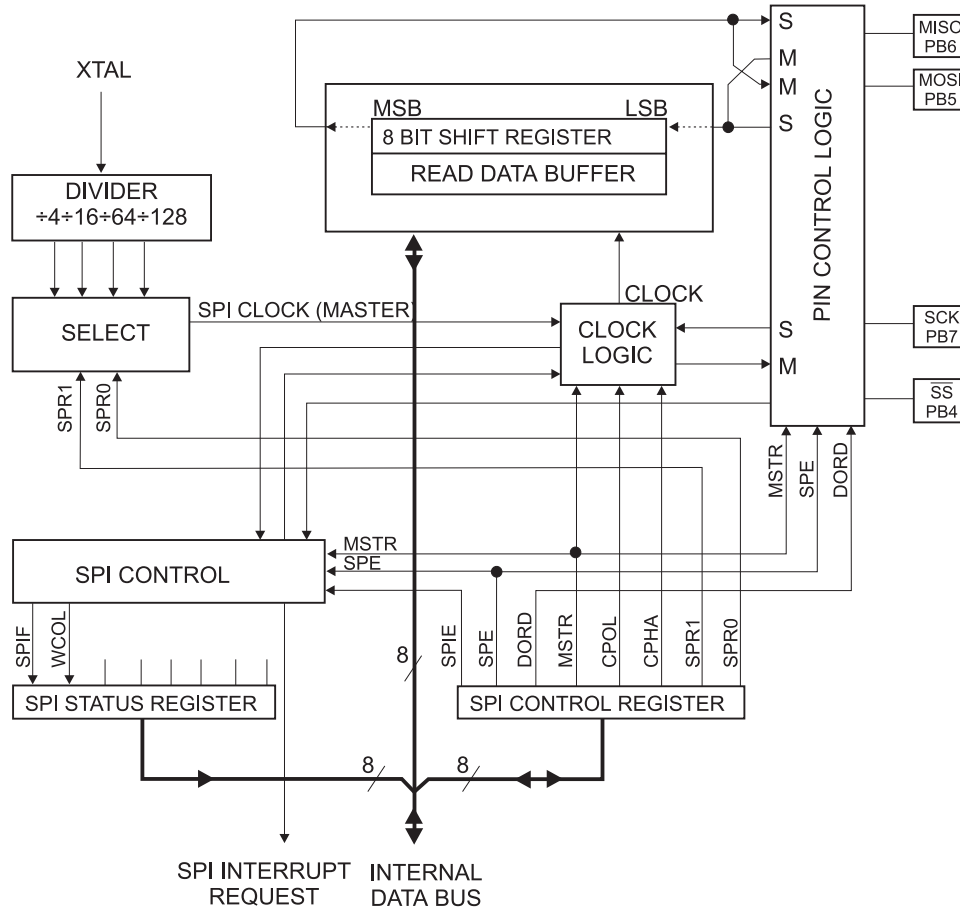 XTAL
DIVIDER
÷4÷16÷64÷128
SELECT
SPI CLOCK (MASTER)
SPR1
SPR0
MSB
LSB
8 BIT SHIFT REGISTER
READ DATA BUFFER
CLOCK
CLOCK
LOGIC
S
M
M
S
S
M
PIN CONTROL LOGIC
MISO
PB6
MOSI
PB5
SCK
PB7
SS
PB4
MSTR
SPE
DORD
SPI CONTROL
MSTR
SPE
SPIF
WCOL
SPI STATUS REGISTER
8
SPIE
SPE
DORD
MSTR
CPOL
CPHA
SPR1
SPR0
SPI CONTROL REGISTER
8
8
SPI INTERRUPT
REQUEST
INTERNAL
DATA BUS